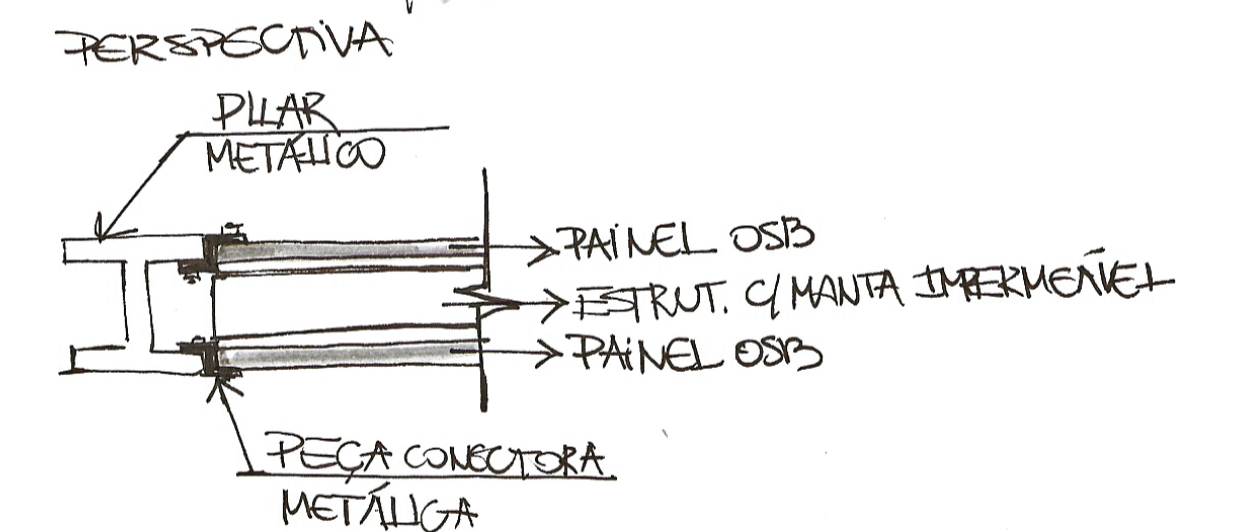 PERSPECTIVA
PILAR
METÁLICO
PAINEL OSB
ESTRUT. C/ MANTA IMPERMEÁVEL
PAINEL OSB
PEÇA CONECTORA
METÁLICA